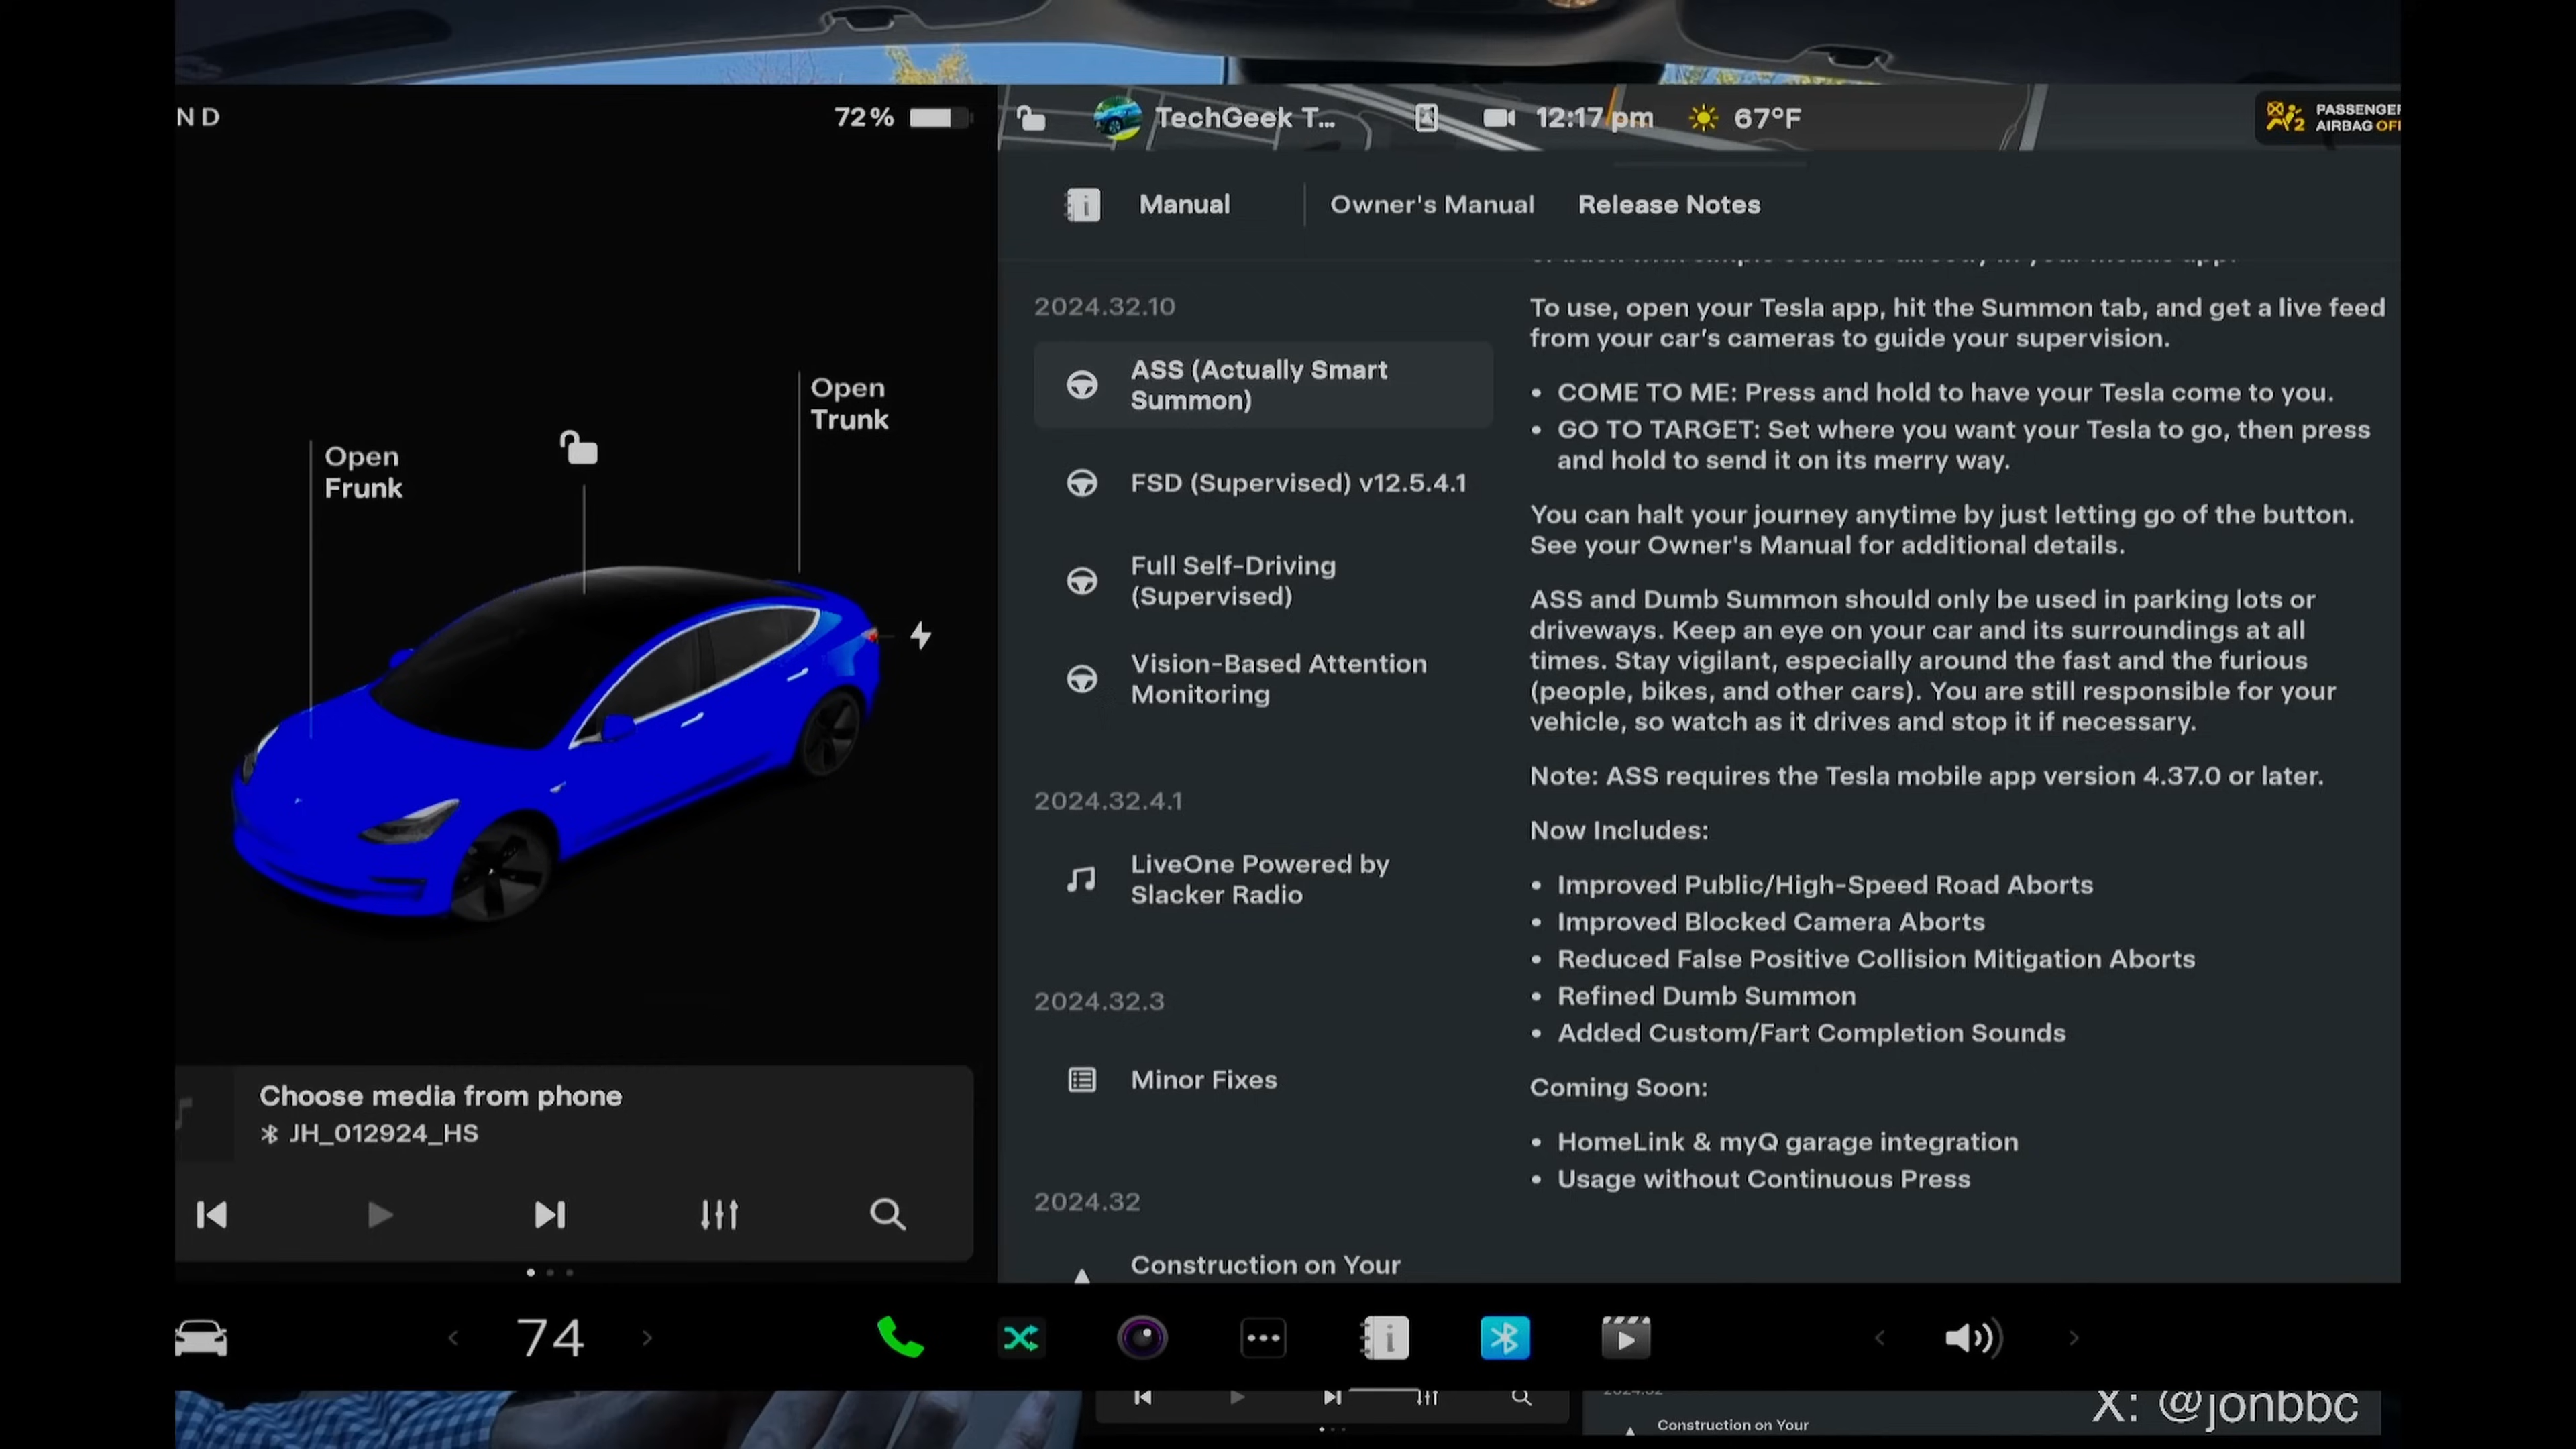 N D
72%
TechGeek T...
12:17 pm
67°F
2
PASSENGER
AIRBAG OFF
Manual
Owner's Manual
Release Notes
Open
Frunk
Open
Trunk
2024.32.10
ASS (Actually Smart
Summon)
FSD (Supervised) v12.5.4.1
Full Self-Driving
(Supervised)
Vision-Based Attention
Monitoring
2024.32.4.1
LiveOne Powered by
Slacker Radio
2024.32.3
Minor Fixes
2024.32
Construction on Your
To use, open your Tesla app, hit the Summon tab, and get a live feed
from your car's cameras to guide your supervision.
• COME TO ME: Press and hold to have your Tesla come to you.
• GO TO TARGET: Set where you want your Tesla to go, then press
and hold to send it on its merry way.
You can halt your journey anytime by just letting go of the button.
See your Owner's Manual for additional details.
ASS and Dumb Summon should only be used in parking lots or
driveways. Keep an eye on your car and its surroundings at all
times. Stay vigilant, especially around the fast and the furious
(people, bikes, and other cars). You are still responsible for your
vehicle, so watch as it drives and stop it if necessary.
Note: ASS requires the Tesla mobile app version 4.37.0 or later.
Now Includes:
• Improved Public/High-Speed Road Aborts
• Improved Blocked Camera Aborts
• Reduced False Positive Collision Mitigation Aborts
• Refined Dumb Summon
• Added Custom/Fart Completion Sounds
Coming Soon:
• HomeLink & myQ garage integration
• Usage without Continuous Press
Choose media from phone
JH_012924_HS
74
Construction on Your
X: @jonbbc